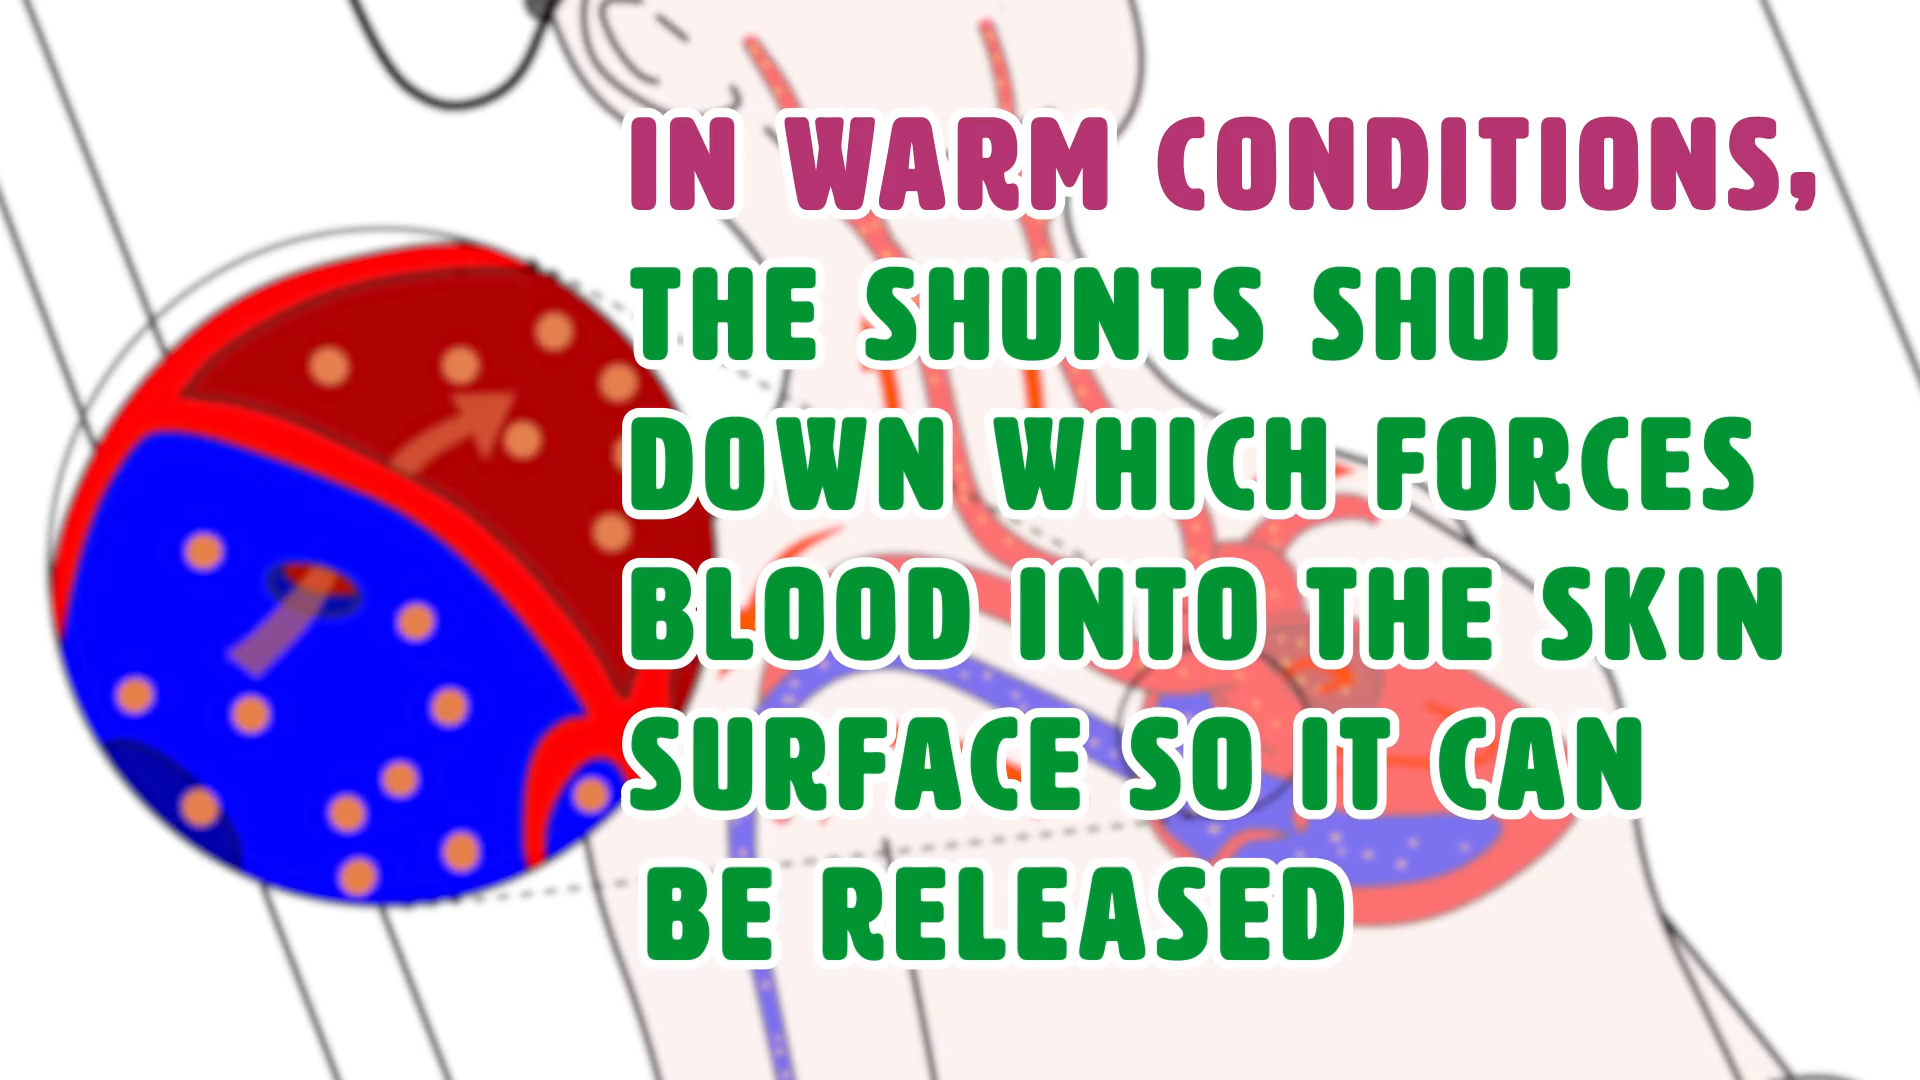 IN WARM CONDITIONS,
THE SHUNTS SHUT
DOWN WHICH FORCES
BLOOD INTO THE SKIN
SURFACE SO IT CAN
BE RELEASED